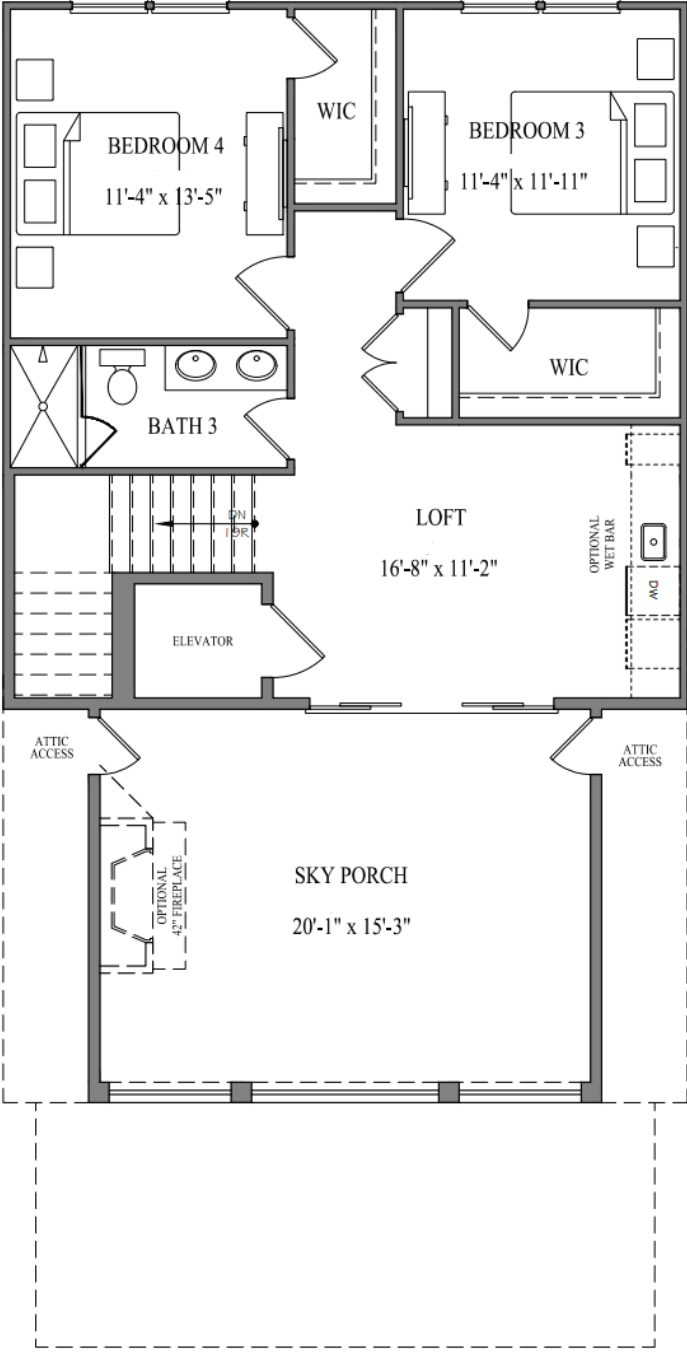 WIC
BEDROOM 4
11'-4" x 13'-5"
BEDROOM 3
11'-4" x 11'-11"
WIC
BATH 3
LOFT
16'-8" x 11'-2"
DN
19R
OPTIONAL
WET BAR
DW
ELEVATOR
ATTIC
ACCESS
ATTIC
ACCESS
OPTIONAL
42" FIREPLACE
SKY PORCH
20'-1" x 15'-3"